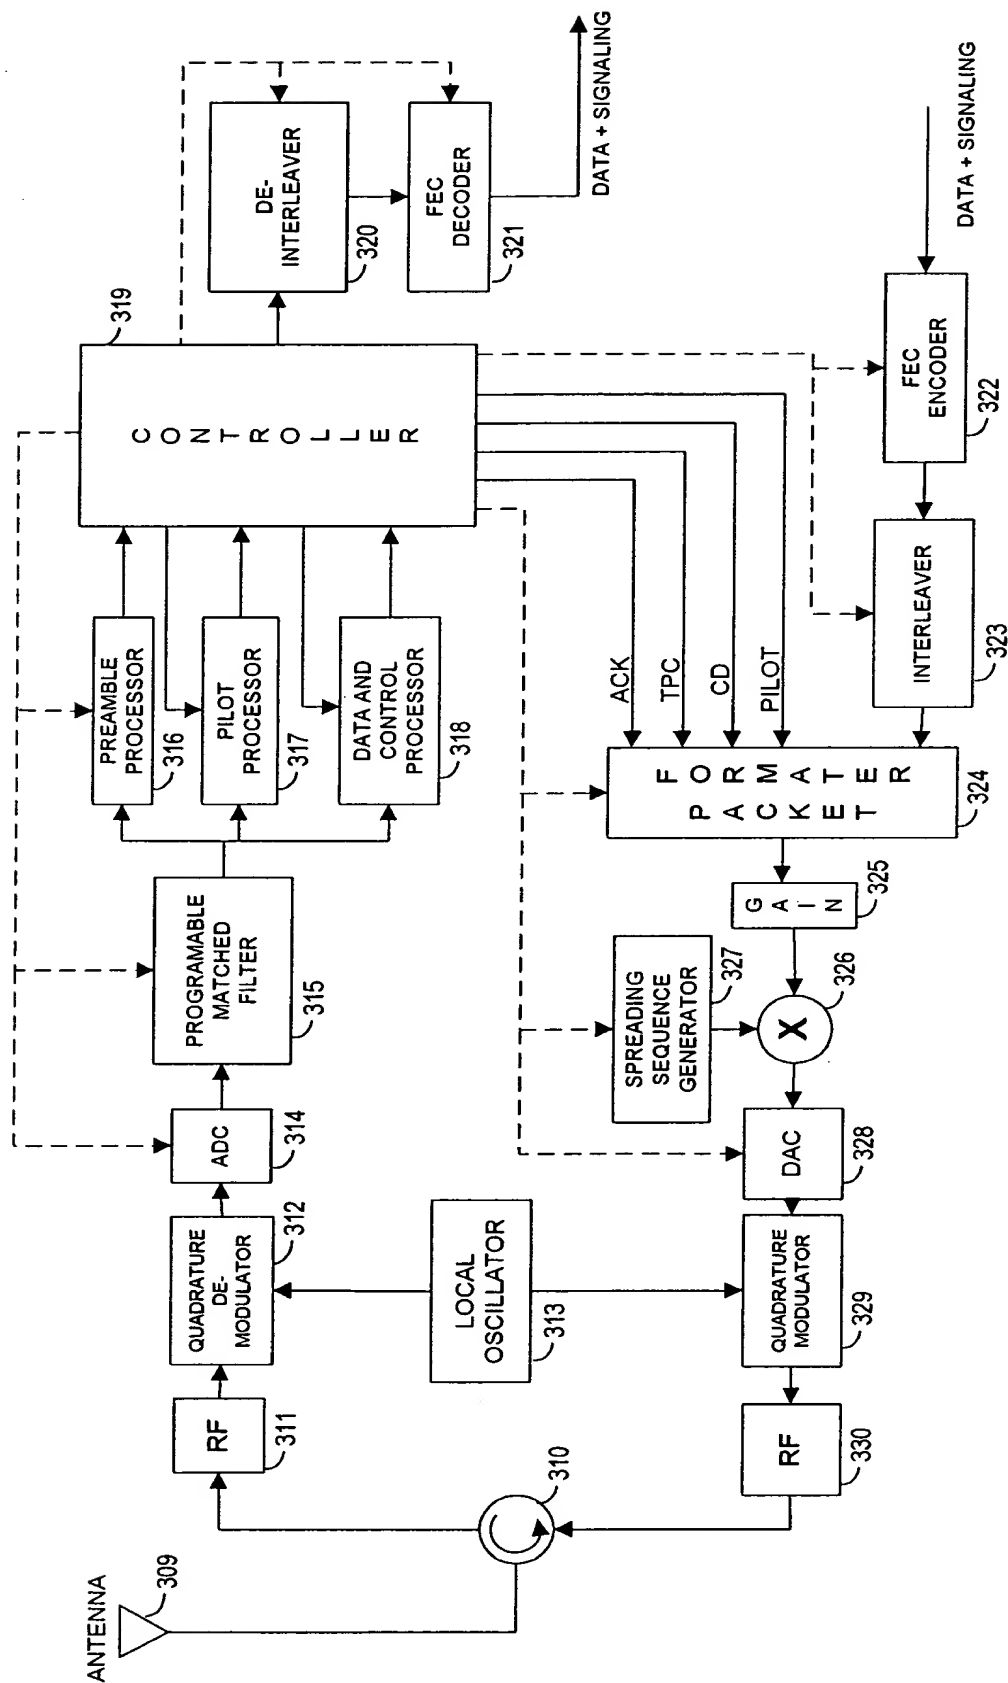 ANTENNA
309
310
RF
311
QUADRATURE
DE-
MODULATOR
312
LOCAL
OSCILLATOR
313
ADC
314
PROGRAMABLE
MATCHED
FILTER
315
PREAMBLE
PROCESSOR
316
PILOT
PROCESSOR
317
DATA AND
CONTROL
PROCESSOR
318
CONTROLLER
319
DE-
INTERLEAVER
320
FEC
DECODER
321
DATA + SIGNALING
DATA + SIGNALING
FEC
ENCODER
322
INTERLEAVER
323
ACK
TPC
CD
PILOT
PACKET
FORMATTER
324
GAIN
325
X
326
SPREADING
SEQUENCE
GENERATOR
327
DAC
328
QUADRATURE
MODULATOR
329
RF
330